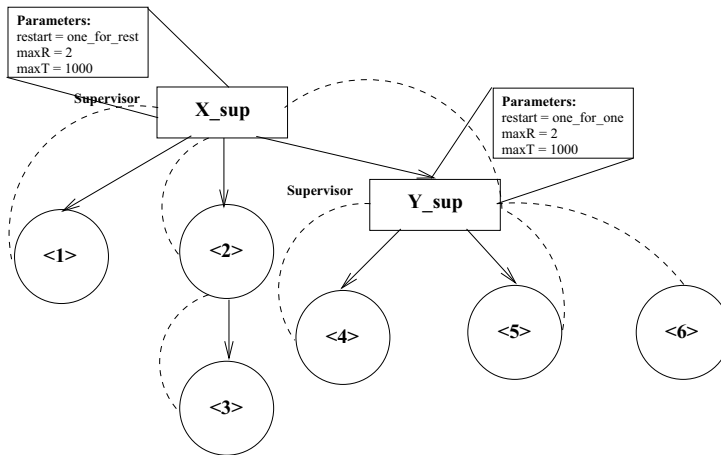 Parameters:
restart = one_for_rest
maxR = 2
maxT = 1000
Supervisor
X_sup
Parameters:
restart = one_for_one
maxR = 2
maxT = 1000
Supervisor
Y_sup
<1>
<2>
<4>
<5>
<6>
<3>